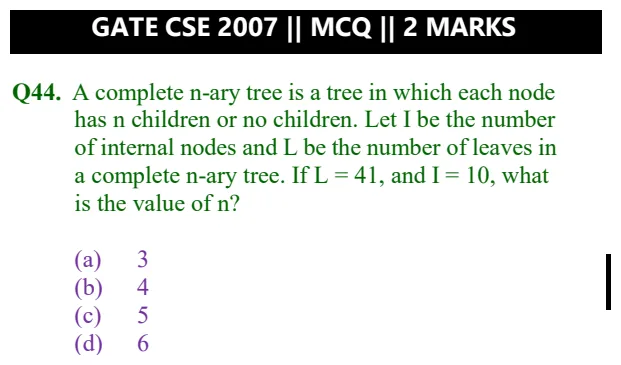 GATE CSE 2007 || MCQ || 2 MARKS
Q44. A complete n-ary tree is a tree in which each node
has n children or no children. Let I be the number
of internal nodes and L be the number of leaves in
a complete n-ary tree. If L = 41, and I = 10, what
is the value of n?
(a) 3
(b) 4
(c) 5
(d) 6